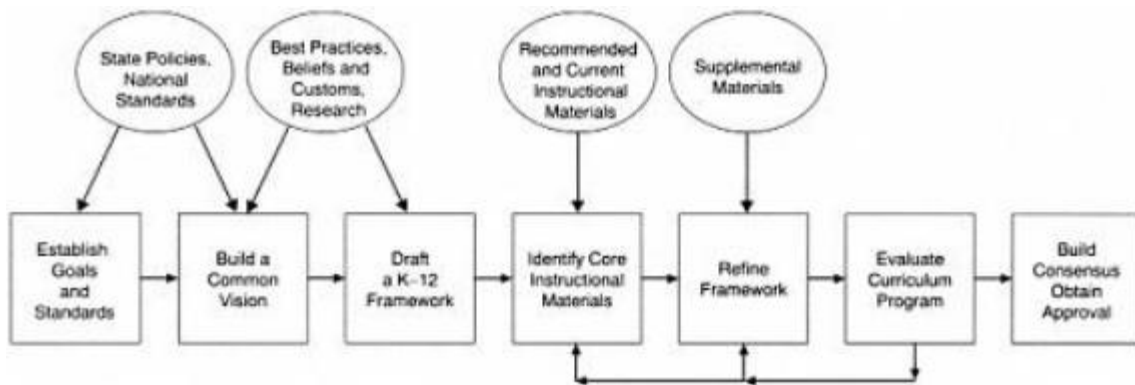 State Policies,
National
Standards
Best Practices,
Beliefs and
Customs,
Research
Recommended
and Current
Instructional
Materials
Supplemental
Materials
Establish
Goals
and
Standards
Build a
Common
Vision
Draft
a K–12
Framework
Identify Core
Instructional
Materials
Refine
Framework
Evaluate
Curriculum
Program
Build
Consensus
Obtain
Approval